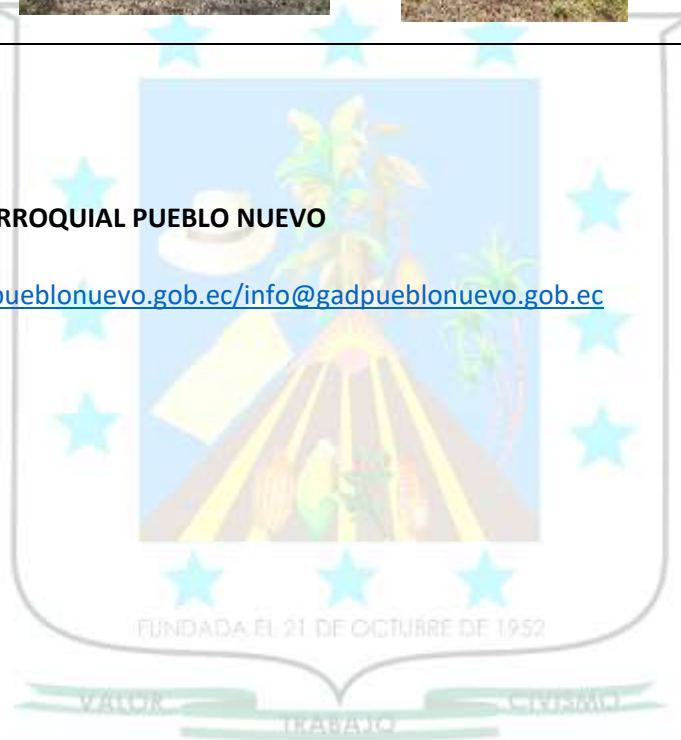 RROQUIAL PUEBLO NUEVO
pueblonuevo.gob.ec/info@gadpueblonuevo.gob.ec
FUNDADA EL 21 DE OCTUBRE DE 1952
VALOR
TRABAJO
CIVISMO